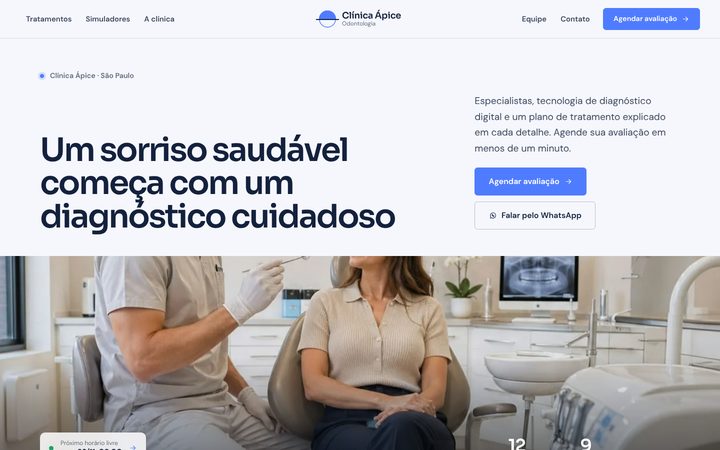 Tratamentos
Simuladores
A clínica
Clínica Ápice
Odontologia
Equipe
Contato
Agendar avaliação
Clínica Ápice · São Paulo
Um sorriso saudável
começa com um
diagnóstico cuidadoso
Especialistas, tecnologia de diagnóstico
digital e um plano de tratamento explicado
em cada detalhe. Agende sua avaliação em
menos de um minuto.
Agendar avaliação
Falar pelo WhatsApp
Próximo horário livre
12
9